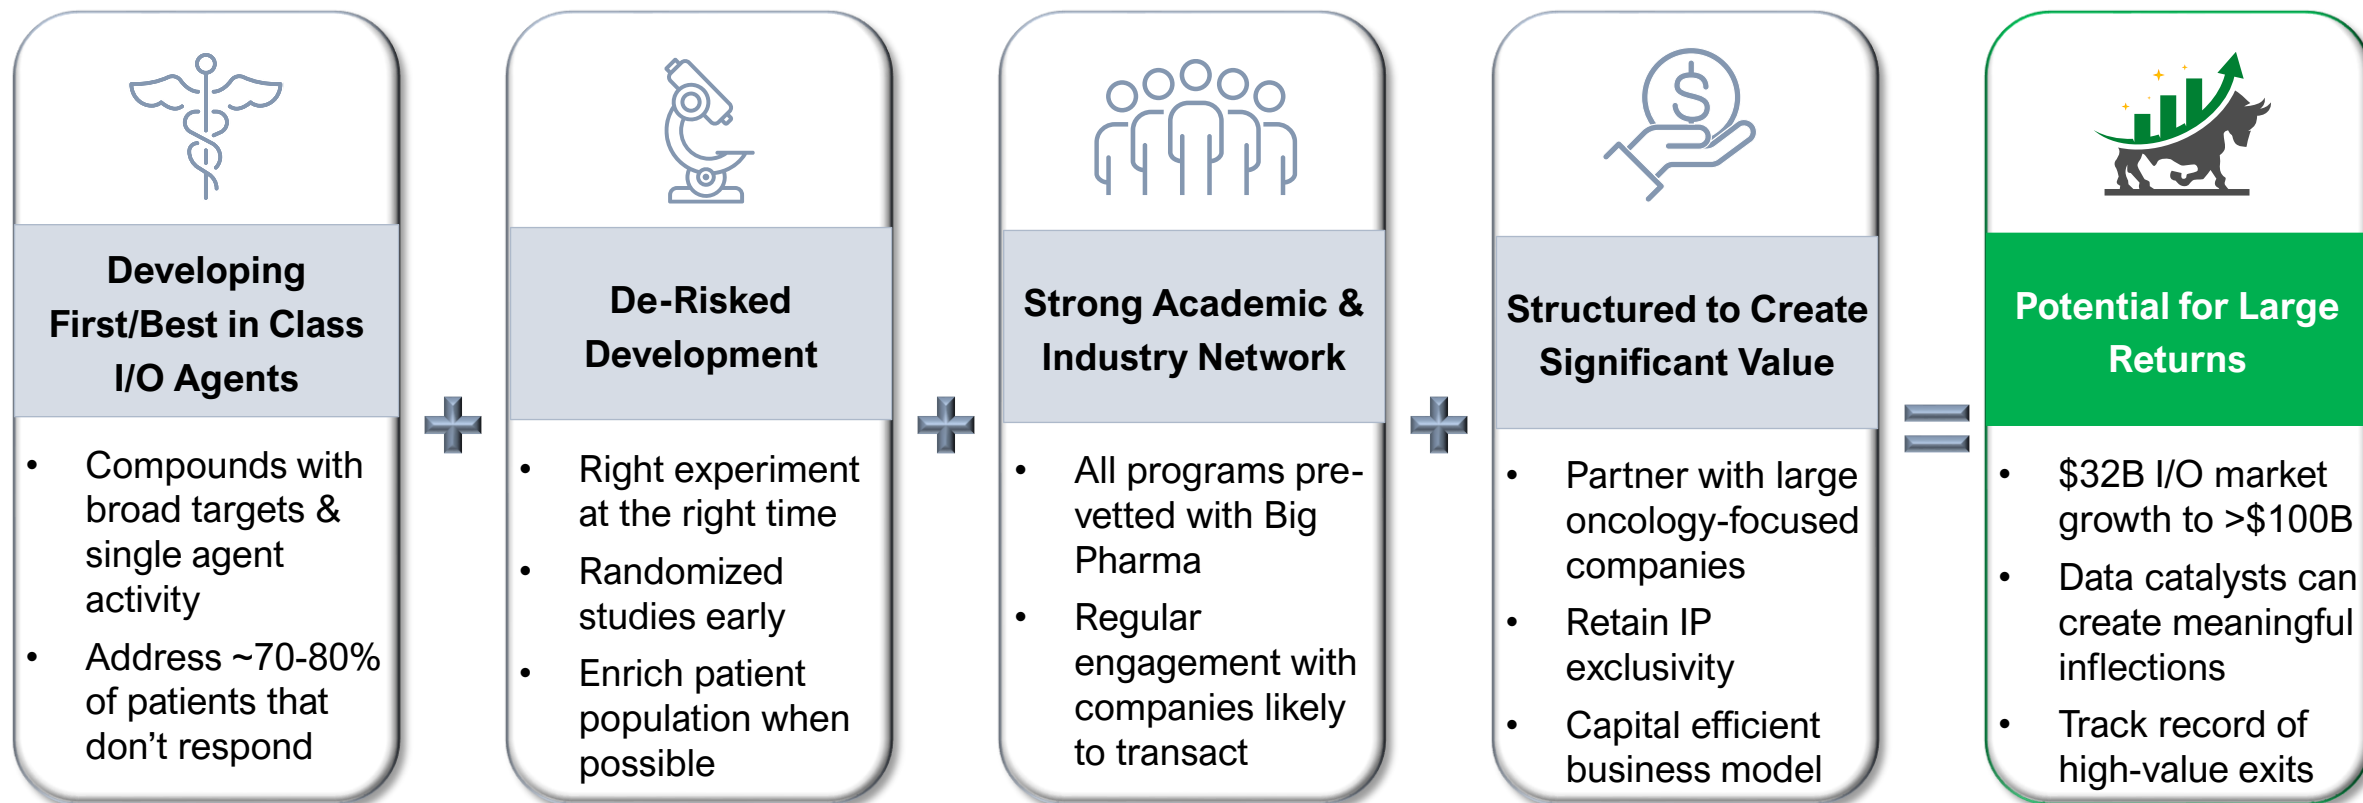 Developing
First/Best in Class
I/O Agents
• Compounds with
broad targets &
single agent
activity
• Address ~70-80%
of patients that
don’t respond
De-Risked
Development
• Right experiment
at the right time
• Randomized
studies early
• Enrich patient
population when
possible
Strong Academic &
Industry Network
• All programs pre-
vetted with Big
Pharma
• Regular
engagement with
companies likely
to transact
$
Structured to Create
Significant Value
• Partner with large
oncology-focused
companies
• Retain IP
exclusivity
• Capital efficient
business model
Potential for Large
Returns
• $32B I/O market
growth to >$100B
• Data catalysts can
create meaningful
inflections
• Track record of
high-value exits